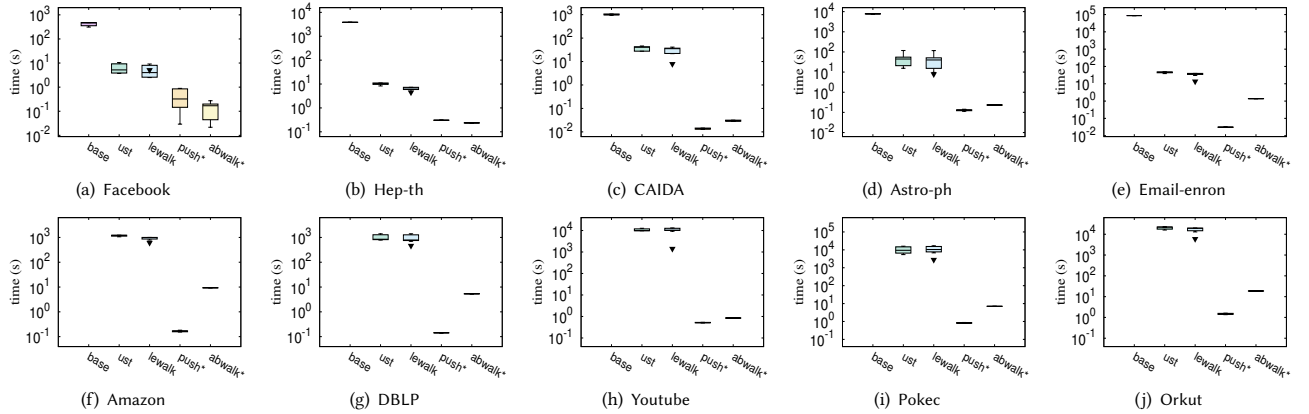 time (s)
10³
10²
10¹
10⁰
10⁻¹
10⁻²
base
ust
lewalk
push*
abwalk*
(a) Facebook
time (s)
10⁴
10³
10²
10¹
10⁰
10⁻¹
base
ust
lewalk
push*
abwalk*
(b) Hep-th
time (s)
10³
10²
10¹
10⁰
10⁻¹
10⁻²
base
ust
lewalk
push*
abwalk*
(c) CAIDA
time (s)
10⁴
10³
10²
10¹
10⁰
10⁻¹
10⁻²
base
ust
lewalk
push*
abwalk*
(d) Astro-ph
time (s)
10⁵
10⁴
10³
10²
10¹
10⁰
10⁻¹
10⁻²
base
ust
lewalk
push*
abwalk*
(e) Email-enron
time (s)
10³
10²
10¹
10⁰
10⁻¹
base
ust
lewalk
push*
abwalk*
(f) Amazon
time (s)
10³
10²
10¹
10⁰
10⁻¹
base
ust
lewalk
push*
abwalk*
(g) DBLP
time (s)
10⁴
10³
10²
10¹
10⁰
10⁻¹
base
ust
lewalk
push*
abwalk*
(h) Youtube
time (s)
10⁵
10⁴
10³
10²
10¹
10⁰
10⁻¹
base
ust
lewalk
push*
abwalk*
(i) Pokec
time (s)
10⁴
10³
10²
10¹
10⁰
10⁻¹
base
ust
lewalk
push*
abwalk*
(j) Orkut